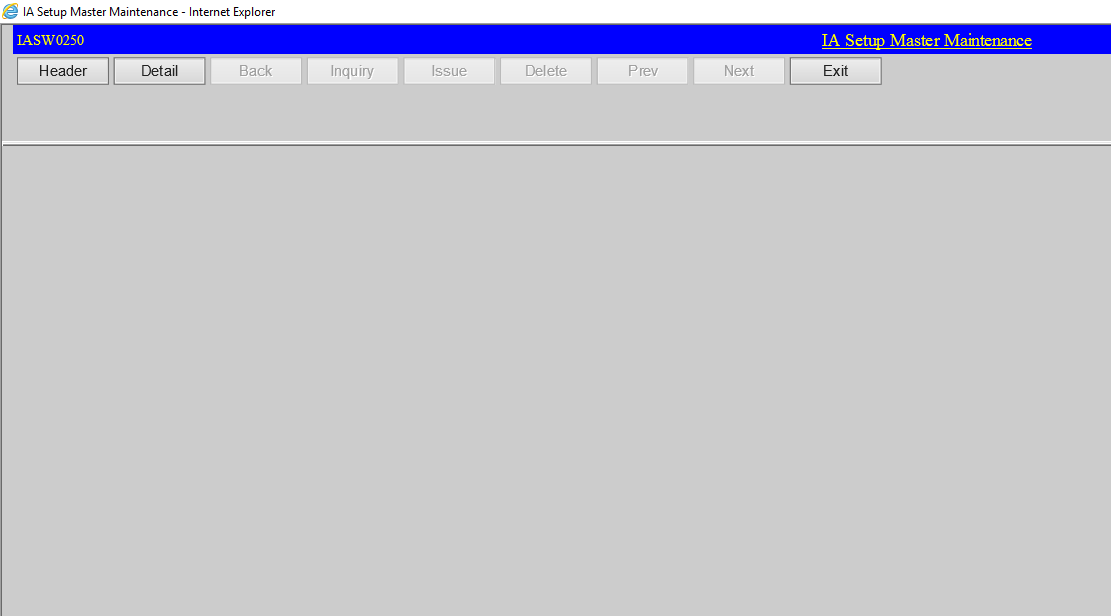 IA Setup Master Maintenance - Internet Explorer
IASW0250 IA Setup Master Maintenance
Header Detail Back Inquiry Issue Delete Prev Next Exit